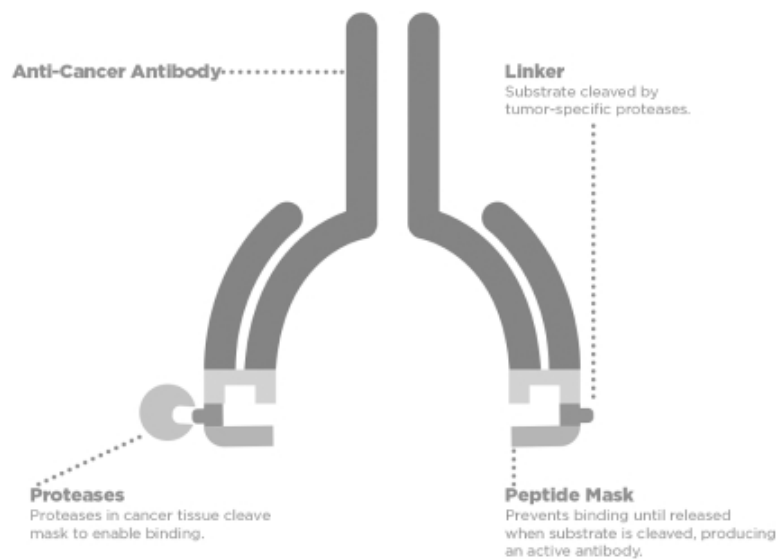 Anti-Cancer Antibody
Linker
Substrate cleaved by
tumor-specific proteases.
Proteases
Proteases in cancer tissue cleave
mask to enable binding.
Peptide Mask
Prevents binding until released
when substrate is cleaved, producing
an active antibody.